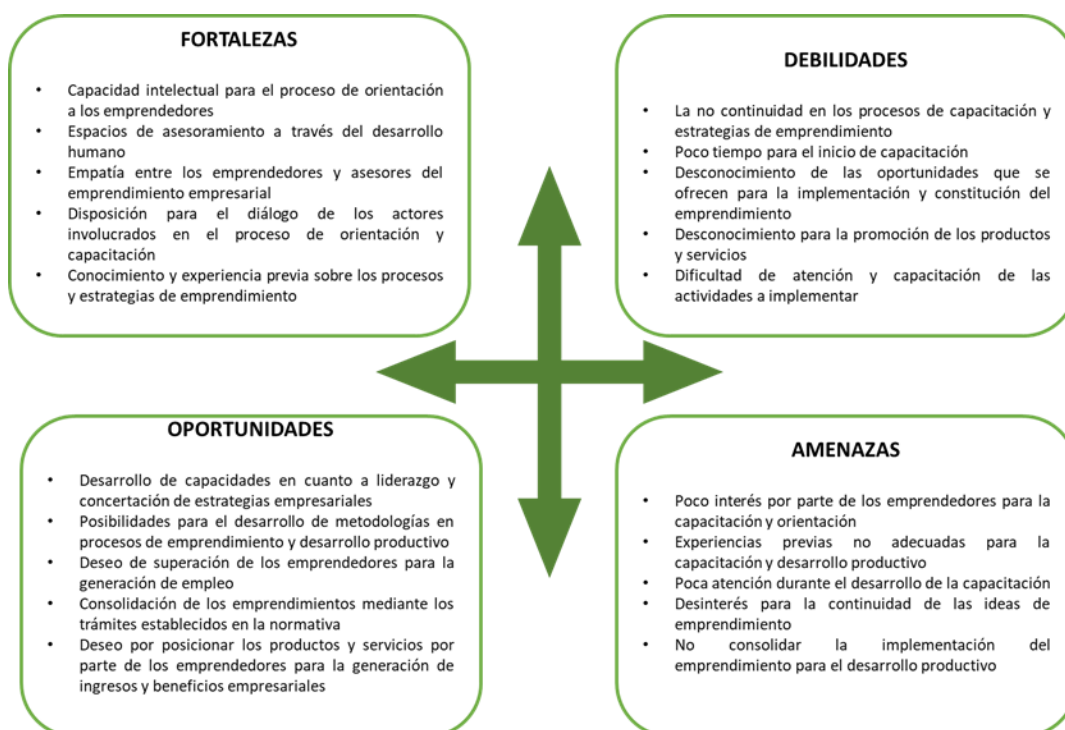 FORTALEZAS
• Capacidad intelectual para el proceso de orientación
a los emprendedores
• Espacios de asesoramiento a través del desarrollo
humano
• Empatía entre los emprendedores y asesores del
emprendimiento empresarial
• Disposición para el diálogo de los actores
involucrados en el proceso de orientación y
capacitación
• Conocimiento y experiencia previa sobre los procesos
y estrategias de emprendimiento
DEBILIDADES
• La no continuidad en los procesos de capacitación y
estrategias de emprendimiento
• Poco tiempo para el inicio de capacitación
• Desconocimiento de las oportunidades que se
ofrecen para la implementación y constitución del
emprendimiento
• Desconocimiento para la promoción de los productos
y servicios
• Dificultad de atención y capacitación de las
actividades a implementar
OPORTUNIDADES
• Desarrollo de capacidades en cuanto a liderazgo y
concertación de estrategias empresariales
• Posibilidades para el desarrollo de metodologías en
procesos de emprendimiento y desarrollo productivo
• Deseo de superación de los emprendedores para la
generación de empleo
• Consolidación de los emprendimientos mediante los
trámites establecidos en la normativa
• Deseo por posicionar los productos y servicios por
parte de los emprendedores para la generación de
ingresos y beneficios empresariales
AMENAZAS
• Poco interés por parte de los emprendedores para la
capacitación y orientación
• Experiencias previas no adecuadas para la
capacitación y desarrollo productivo
• Poca atención durante el desarrollo de la capacitación
• Desinterés para la continuidad de las ideas de
emprendimiento
• No consolidar la implementación del
emprendimiento para el desarrollo productivo